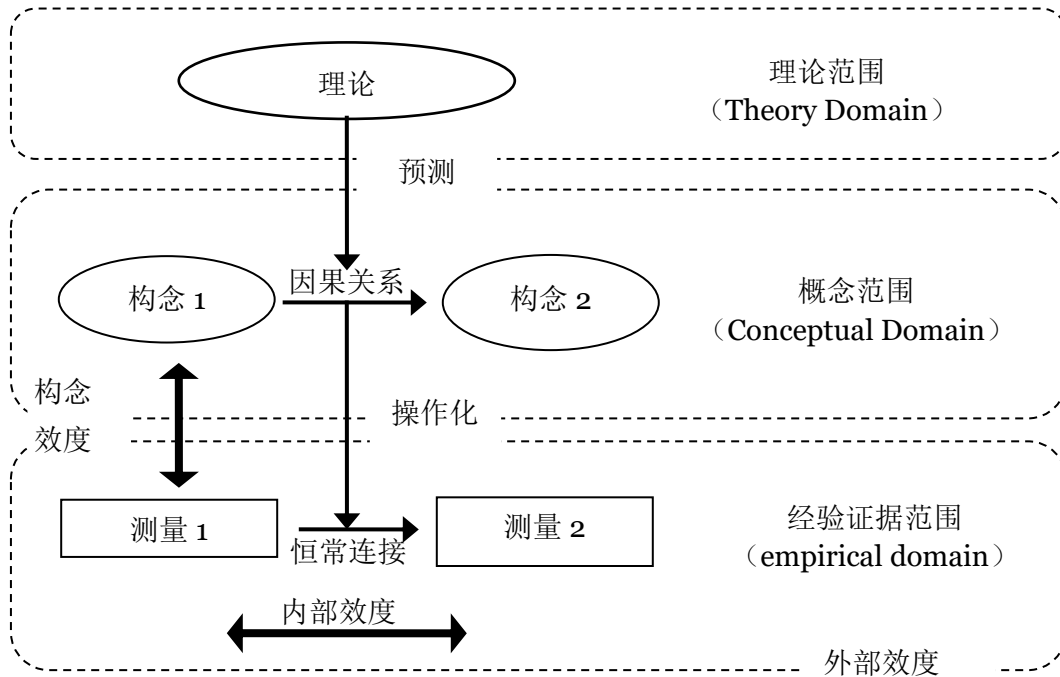 理论
理论范围
（Theory Domain）
预测
因果关系
构念 1
构念 2
概念范围
（Conceptual Domain）
构念
效度
操作化
测量 1
测量 2
恒常连接
经验证据范围
（empirical domain）
内部效度
外部效度